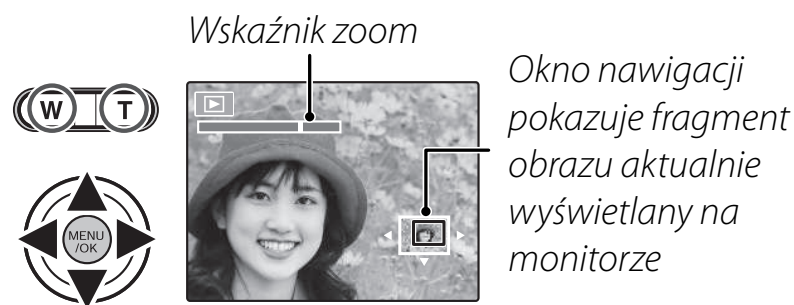 Wskaźnik zoom
W T
MENU
/OK
Okno nawigacji
pokazuje fragment
obrazu aktualnie
wyświetlany na
monitorze